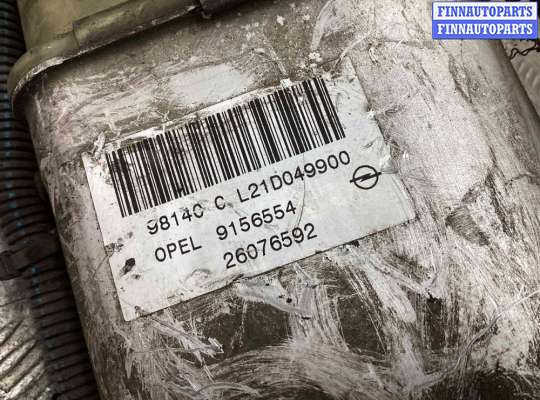 FINNAUTOPARTS
FINNAUTOPARTS
9814C C L21D049900
OPEL 9156554
26076592